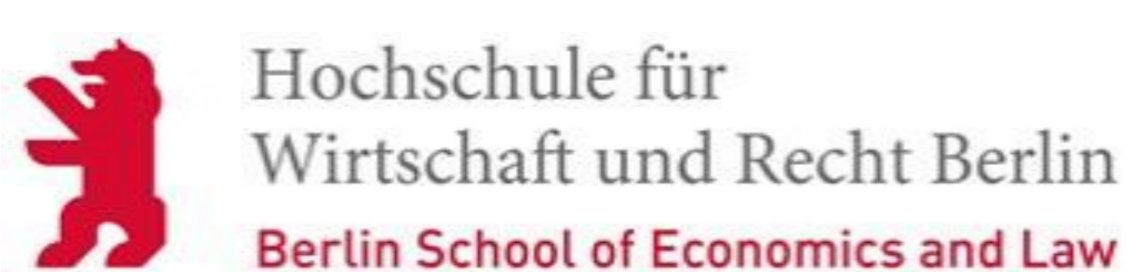 Hochschule für
Wirtschaft und Recht Berlin
Berlin School of Economics and Law